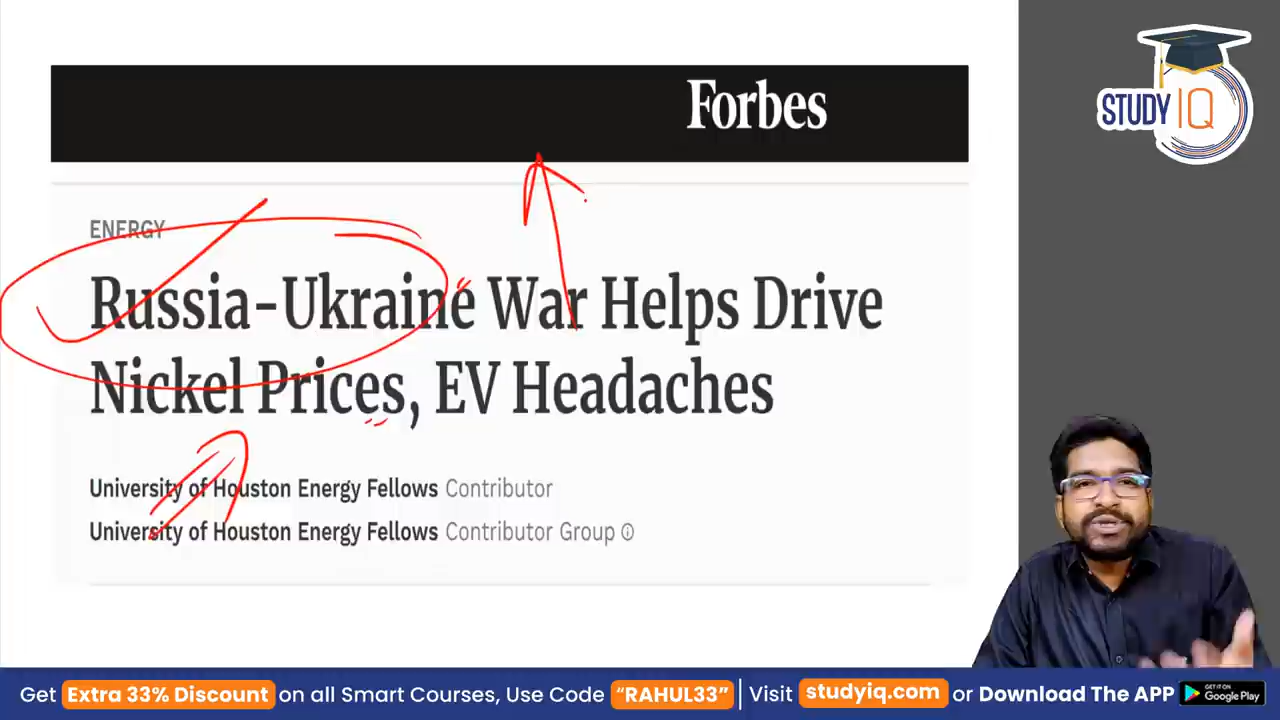 Forbes
STUDY IQ
ENERGY
Russia-Ukraine War Helps Drive
Nickel Prices, EV Headaches
University of Houston Energy Fellows Contributor
University of Houston Energy Fellows Contributor Group
Get Extra 33% Discount on all Smart Courses, Use Code “RAHUL33” Visit studyiq.com or Download The APP GET IT ON Google Play